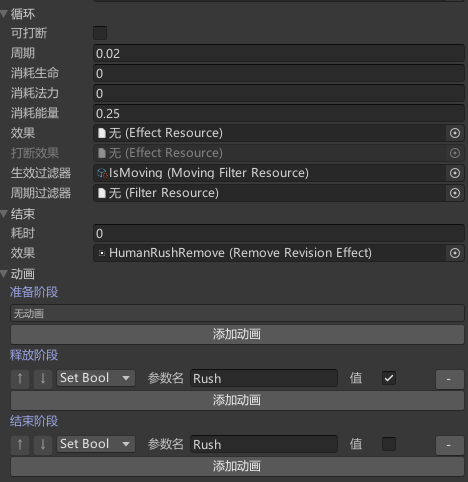 循环
可打断
周期 0.02
消耗生命 0
消耗法力 0
消耗能量 0.25
效果 无 (Effect Resource)
打断效果 无 (Effect Resource)
生效过滤器 IsMoving (Moving Filter Resource)
周期过滤器 无 (Filter Resource)
结束
耗时 0
效果 HumanRushRemove (Remove Revision Effect)
动画
准备阶段
无动画
添加动画
释放阶段
↑ ↓ Set Bool 参数名 Rush 值 -
添加动画
结束阶段
↑ ↓ Set Bool 参数名 Rush 值 -
添加动画